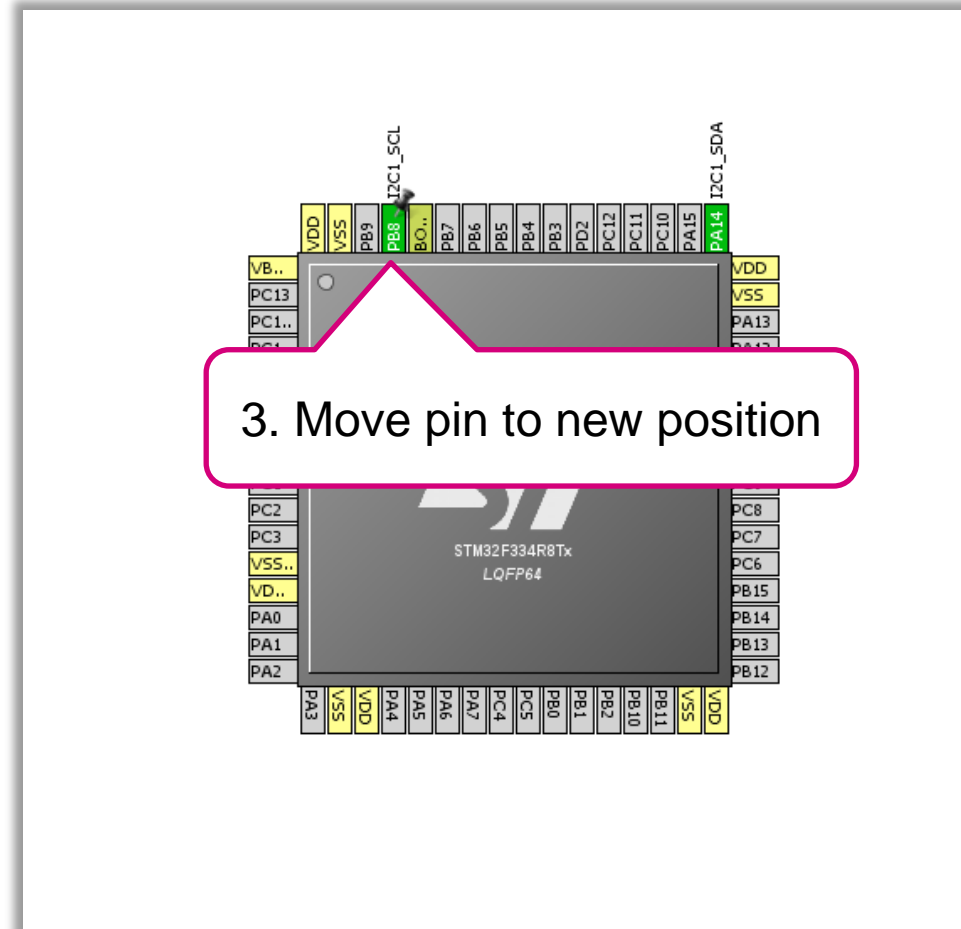 I2C1_SCL
I2C1_SDA
VDD
VSS
PB9
PB8
BO..
PB7
PB6
PB5
PB4
PB3
PD2
PC12
PC11
PC10
PA15
PA14
VB..
PC13
PC1..
VDD
VSS
PA13
3. Move pin to new position
PC2
PC3
VSS..
VD..
PA0
PA1
PA2
STM32F334R8Tx
LQFP64
PC8
PC7
PC6
PB15
PB14
PB13
PB12
PA3
VSS
VDD
PA4
PA5
PA6
PA7
PC4
PC5
PB0
PB1
PB2
PB10
PB11
VSS
VDD